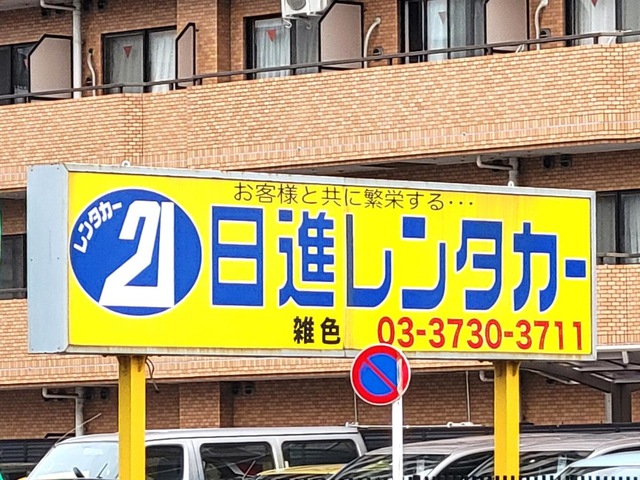 お客様と共に繁栄する・・・
レンタカー
21
日進レンタカー
雑色 03-3730-3711